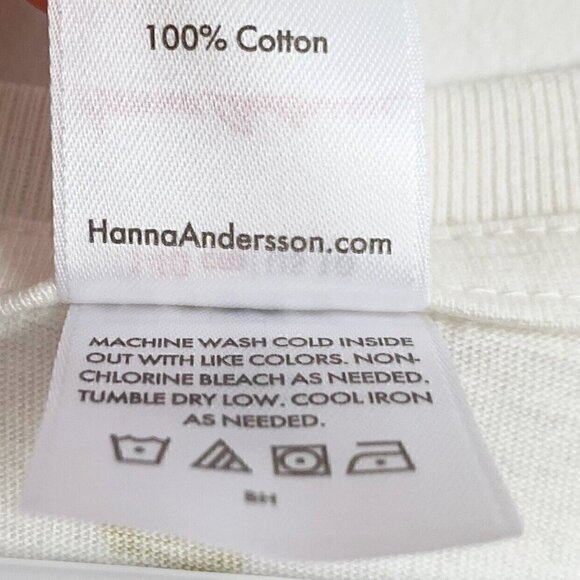 100% Cotton
HannaAndersson.com
MACHINE WASH COLD INSIDE
OUT WITH LIKE COLORS. NON-
CHLORINE BLEACH AS NEEDED.
TUMBLE DRY LOW. COOL IRON
AS NEEDED.
BH